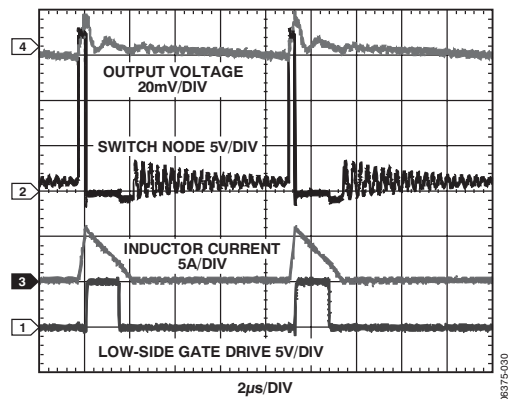 4
OUTPUT VOLTAGE
20mV/DIV
SWITCH NODE 5V/DIV
2
INDUCTOR CURRENT
5A/DIV
3
1
LOW-SIDE GATE DRIVE 5V/DIV
2µs/DIV
06375-030